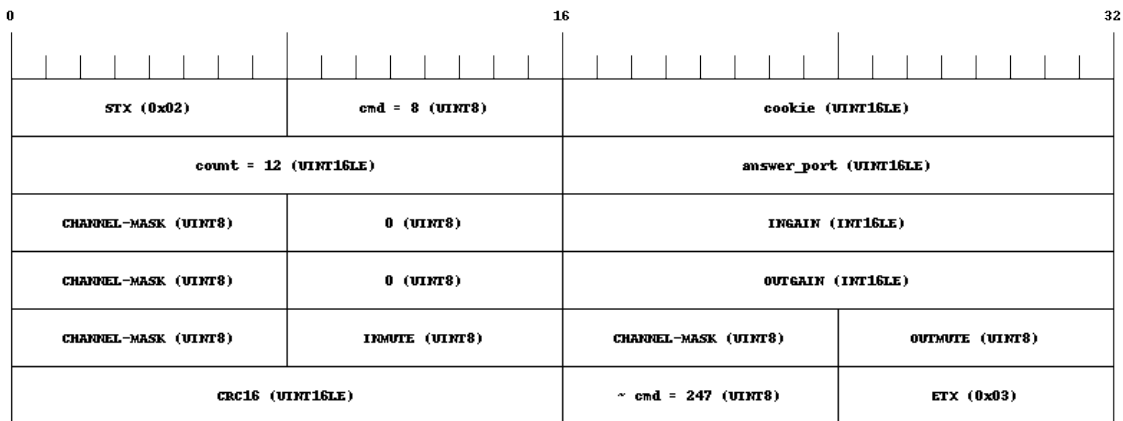 0 16 32
STX (0x02) cmd = 8 (UINT8) cookie (UINT16LE)
count = 12 (UINT16LE) answer_port (UINT16LE)
CHANNEL-MASK (UINT8) 0 (UINT8) INGAIN (INT16LE)
CHANNEL-MASK (UINT8) 0 (UINT8) OUTGAIN (INT16LE)
CHANNEL-MASK (UINT8) INMUTE (UINT8) CHANNEL-MASK (UINT8) OUTMUTE (UINT8)
CRC16 (UINT16LE) ~ cmd = 247 (UINT8) ETX (0x03)